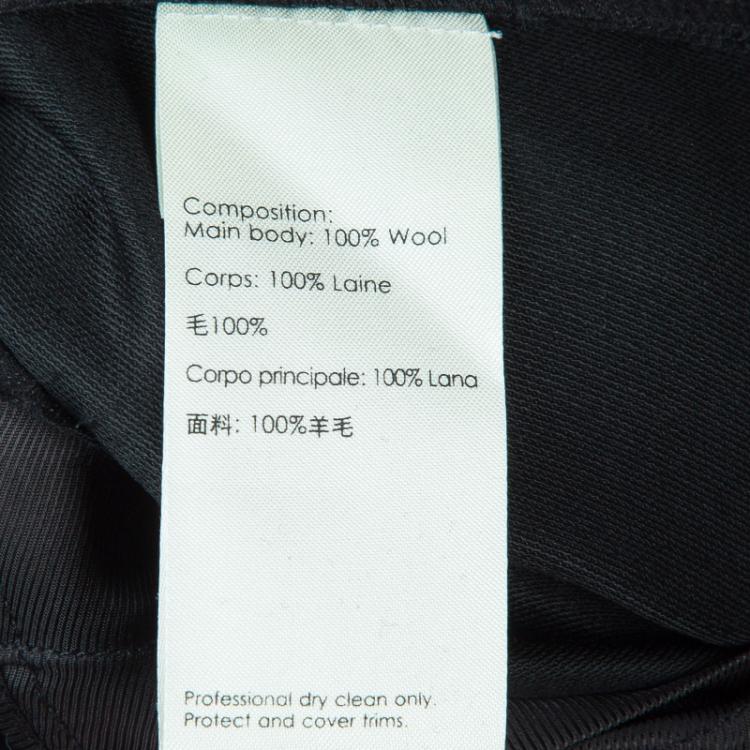 Composition:
Main body: 100% Wool
Corps: 100% Laine
毛100%
Corpo principale: 100% Lana
面料: 100%羊毛
Professional dry clean only.
Protect and cover trims.